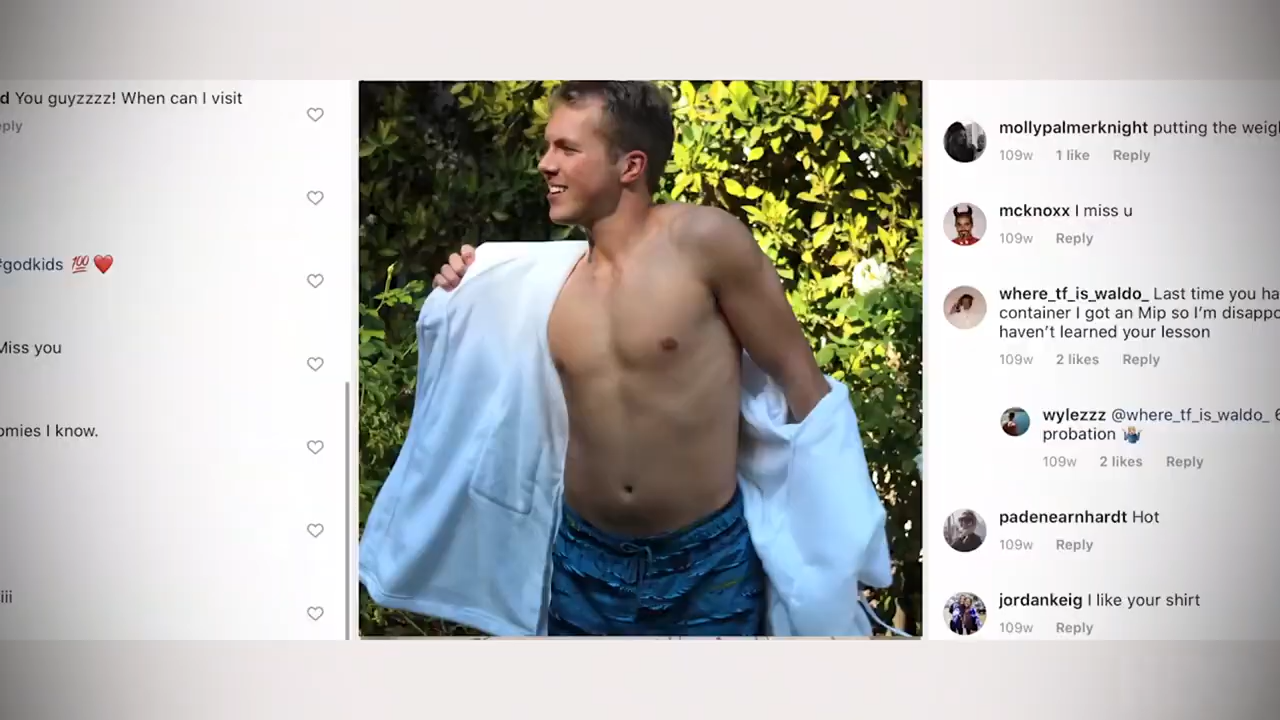 d You guyzzzz! When can I visit
eply
#godkids 💯 ❤️
Miss you
omies I know.
iii
mollypalmerknight putting the weig
109w 1 like Reply
mcknoxx I miss u
109w Reply
where_tf_is_waldo_ Last time you ha
container I got an Mip so I'm disappo
haven't learned your lesson
109w 2 likes Reply
wylezzz @where_tf_is_waldo_ 6
probation 🤷🏼‍♂️
109w 2 likes Reply
padenearnhardt Hot
109w Reply
jordankeig I like your shirt
109w Reply